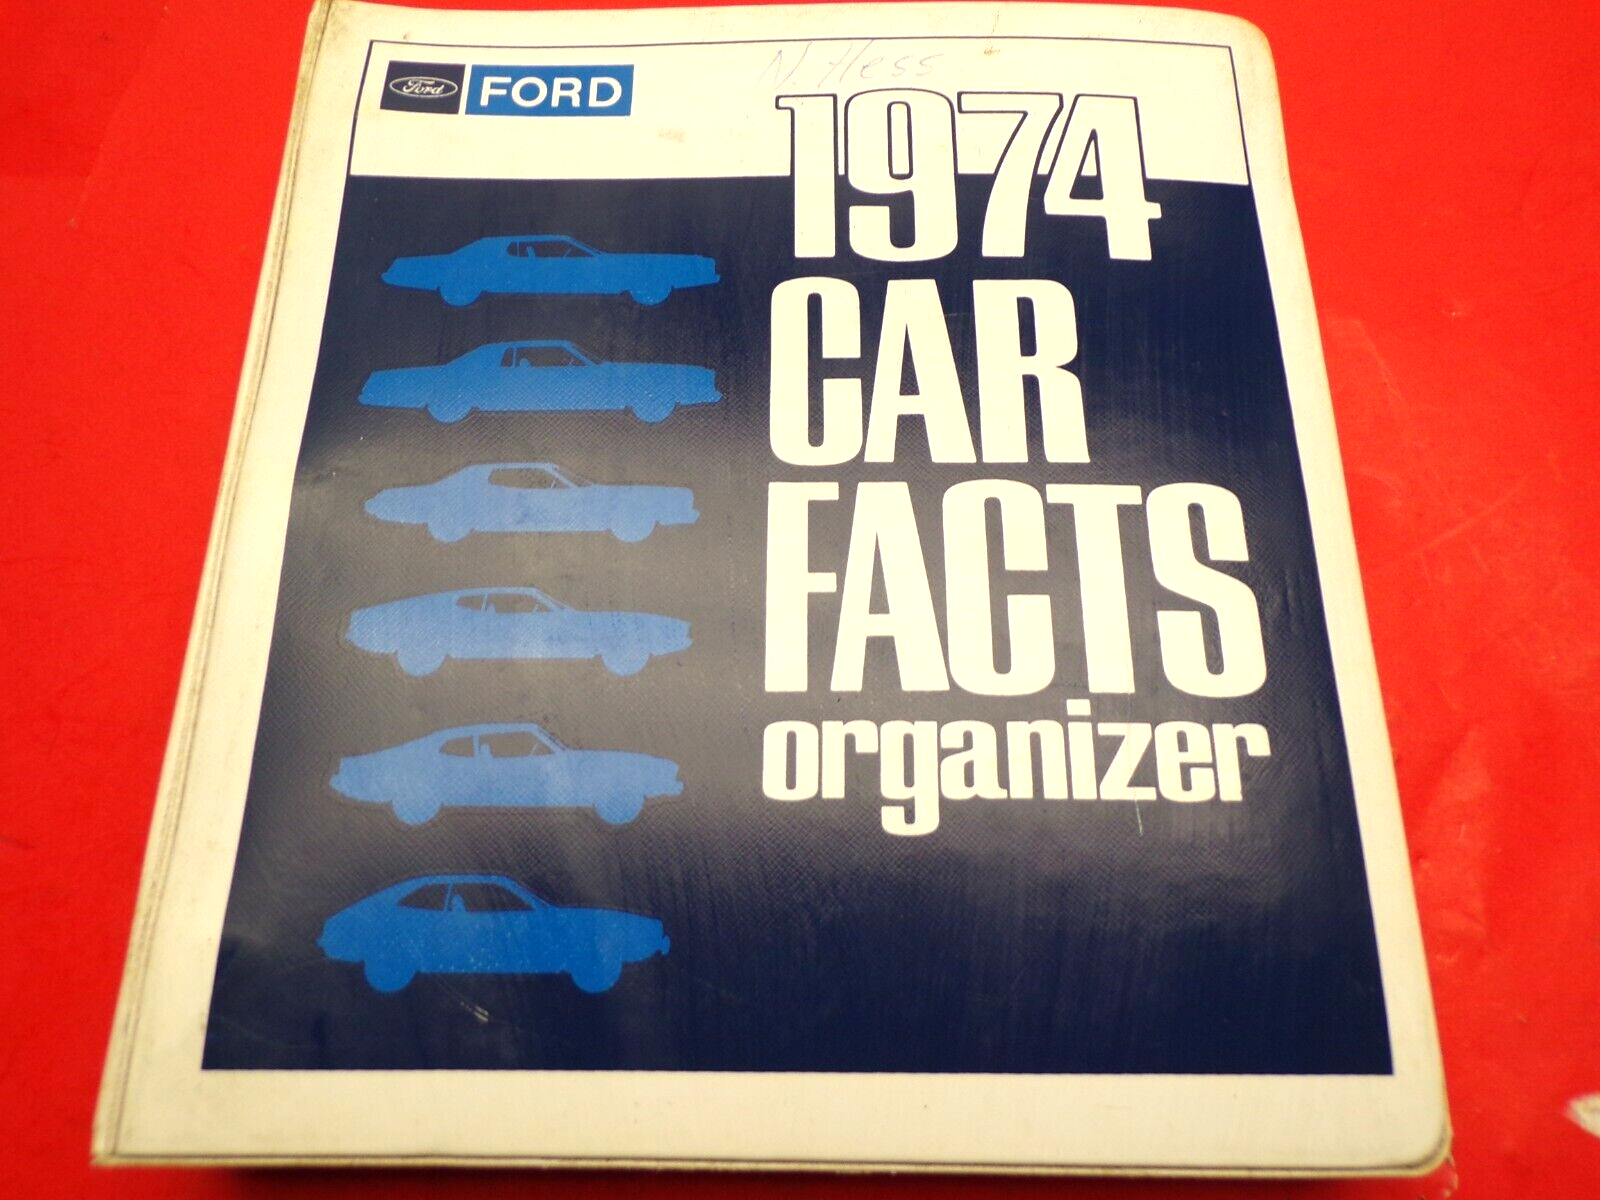 N. Hess
Ford FORD
1974
CAR
FACTS
organizer